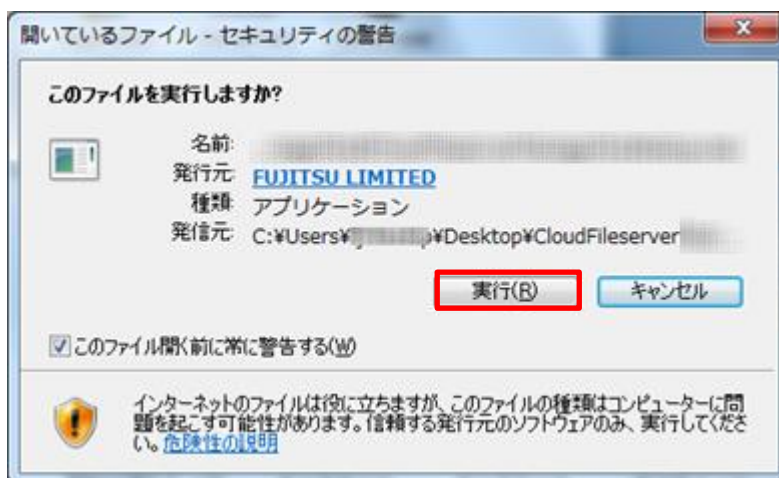 開いているファイル - セキュリティの警告
このファイルを実行しますか?
名前:
発行元: FUJITSU LIMITED
種類: アプリケーション
発信元: C:¥Users¥ ¥Desktop¥CloudFileserver
実行(R)
キャンセル
このファイル開く前に常に警告する(W)
インターネットのファイルは役に立ちますが、このファイルの種類はコンピューターに問
題を起こす可能性があります。信頼する発行元のソフトウェアのみ、実行してくださ
い。危険性の説明